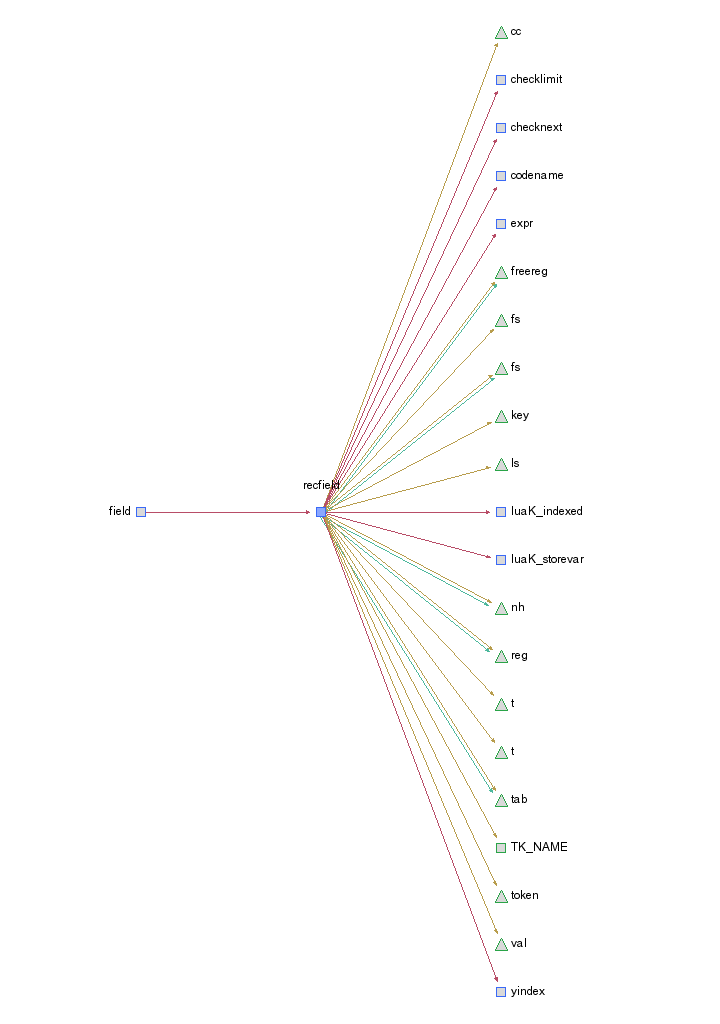 cc
checklimit
checknext
codename
expr
freereg
fs
fs
key
ls
recfield
field
luaK_indexed
luaK_storevar
nh
reg
t
t
tab
TK_NAME
token
val
yindex